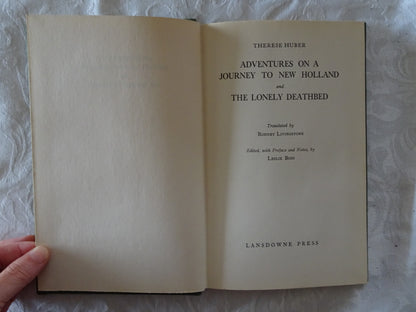 THERESE HUBER
ADVENTURES ON A
JOURNEY TO NEW HOLLAND
and
THE LONELY DEATHBED
Translated by
RODNEY LIVINGSTONE
Edited, with Preface and Notes, by
LESLIE BODI
LANSDOWNE PRESS